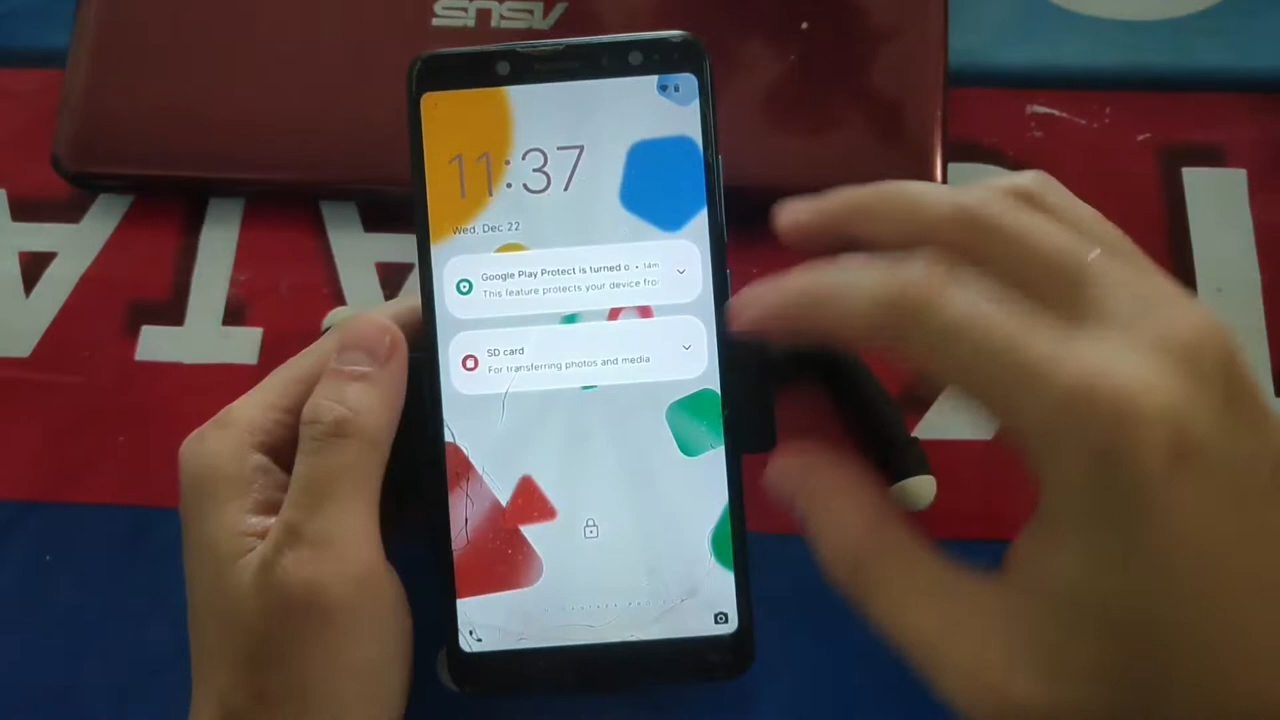 ASUS
11:37
Wed, Dec 22
Google Play Protect is turned o • 14m
This feature protects your device fro
SD card
For transferring photos and media
ATA